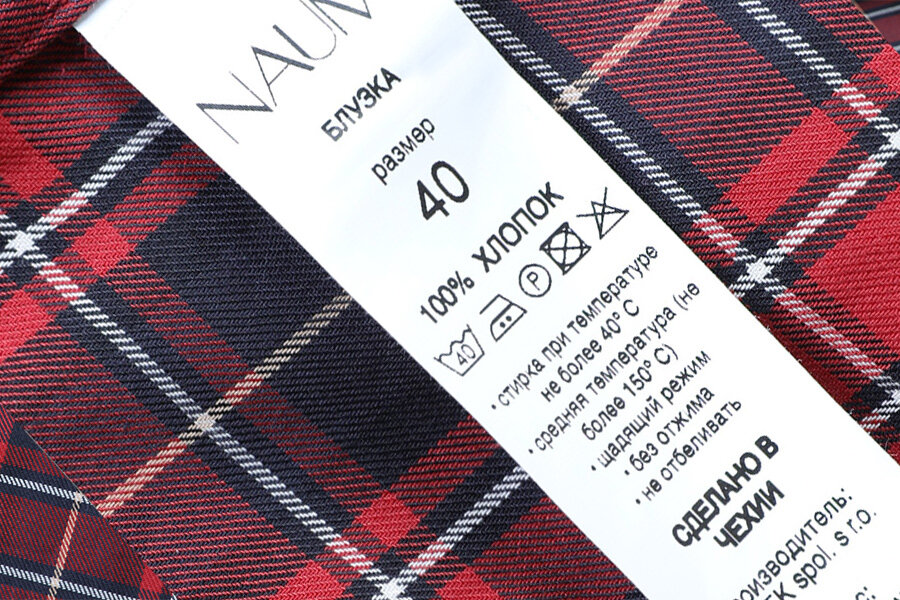 NAUM
БЛУЗКА
размер
40
100% ХЛОПОК
40 P
• стирка при температуре
не более 40° С
• средняя температура (не
более 150° С)
• щадящий режим
• без отжима
• не отбеливать
СДЕЛАНО В
ЧЕХИИ
spol. s r.o.